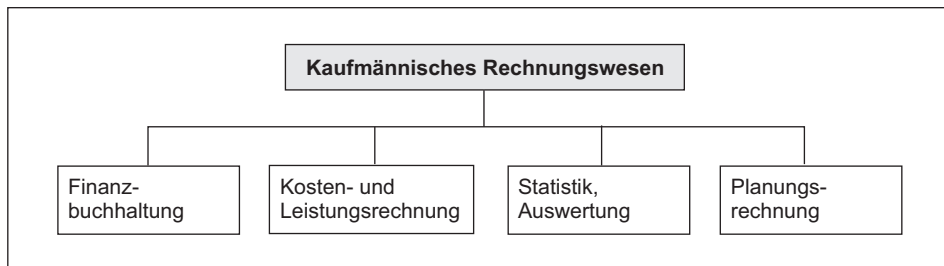 Kaufmännisches Rechnungswesen
Finanz-
buchhaltung
Kosten- und
Leistungsrechnung
Statistik,
Auswertung
Planungs-
rechnung